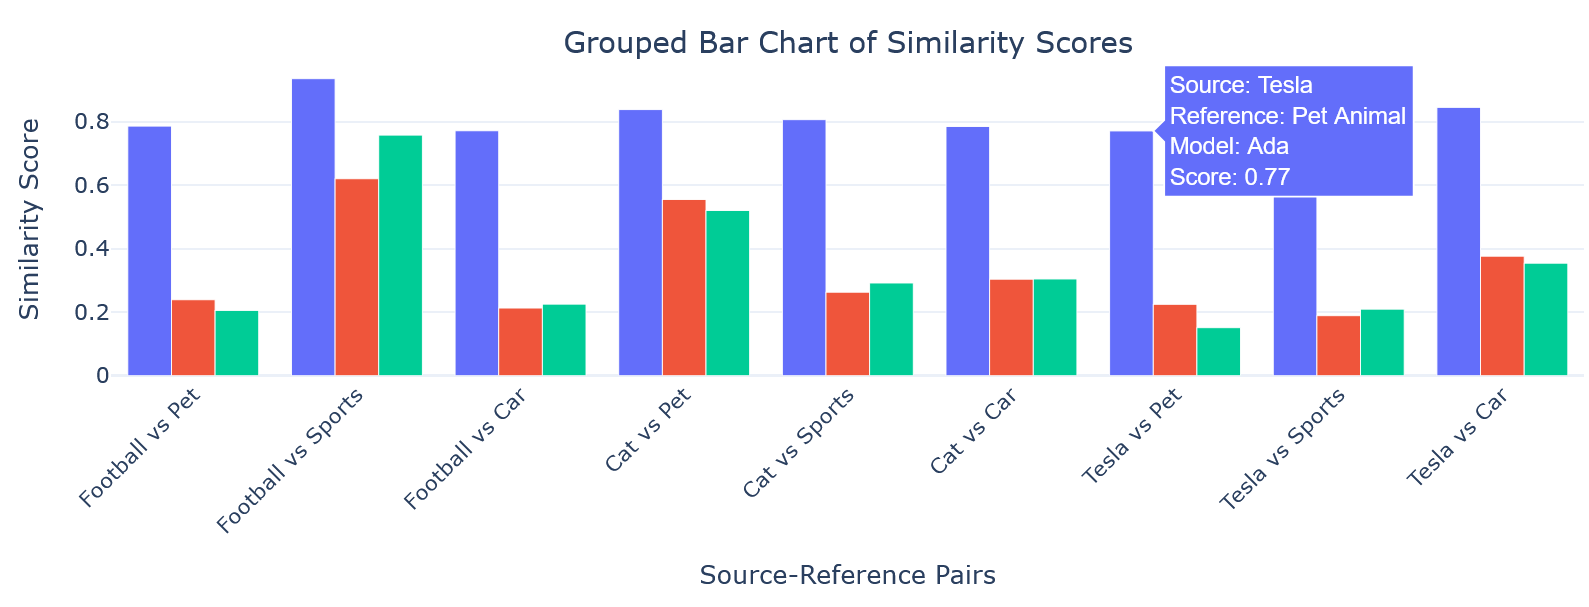 Grouped Bar Chart of Similarity Scores
Source: Tesla
Reference: Pet Animal
Model: Ada
Score: 0.77
Similarity Score
0.8
0.6
0.4
0.2
0
Football vs Pet
Football vs Sports
Football vs Car
Cat vs Pet
Cat vs Sports
Cat vs Car
Tesla vs Pet
Tesla vs Sports
Tesla vs Car
Source-Reference Pairs